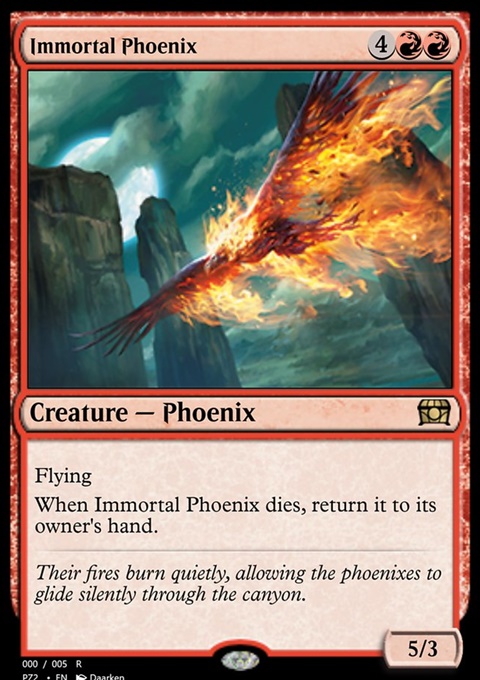 Immortal Phoenix 4
Creature — Phoenix
Flying
When Immortal Phoenix dies, return it to its
owner's hand.
Their fires burn quietly, allowing the phoenixes to
glide silently through the canyon.
5/3
000 / 005 R
PZ2 • EN Daarken